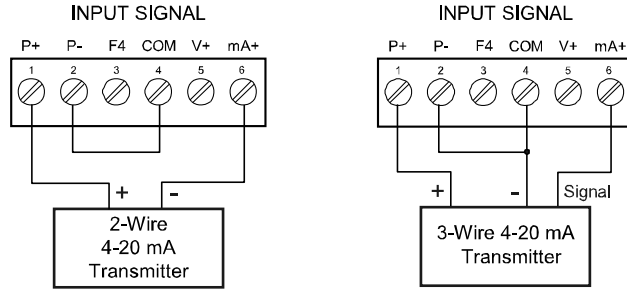 INPUT SIGNAL
P+ P- F4 COM V+ mA+
1 2 3 4 5 6
+ -
2-Wire
4-20 mA
Transmitter
INPUT SIGNAL
P+ P- F4 COM V+ mA+
1 2 3 4 5 6
+ - Signal
3-Wire 4-20 mA
Transmitter